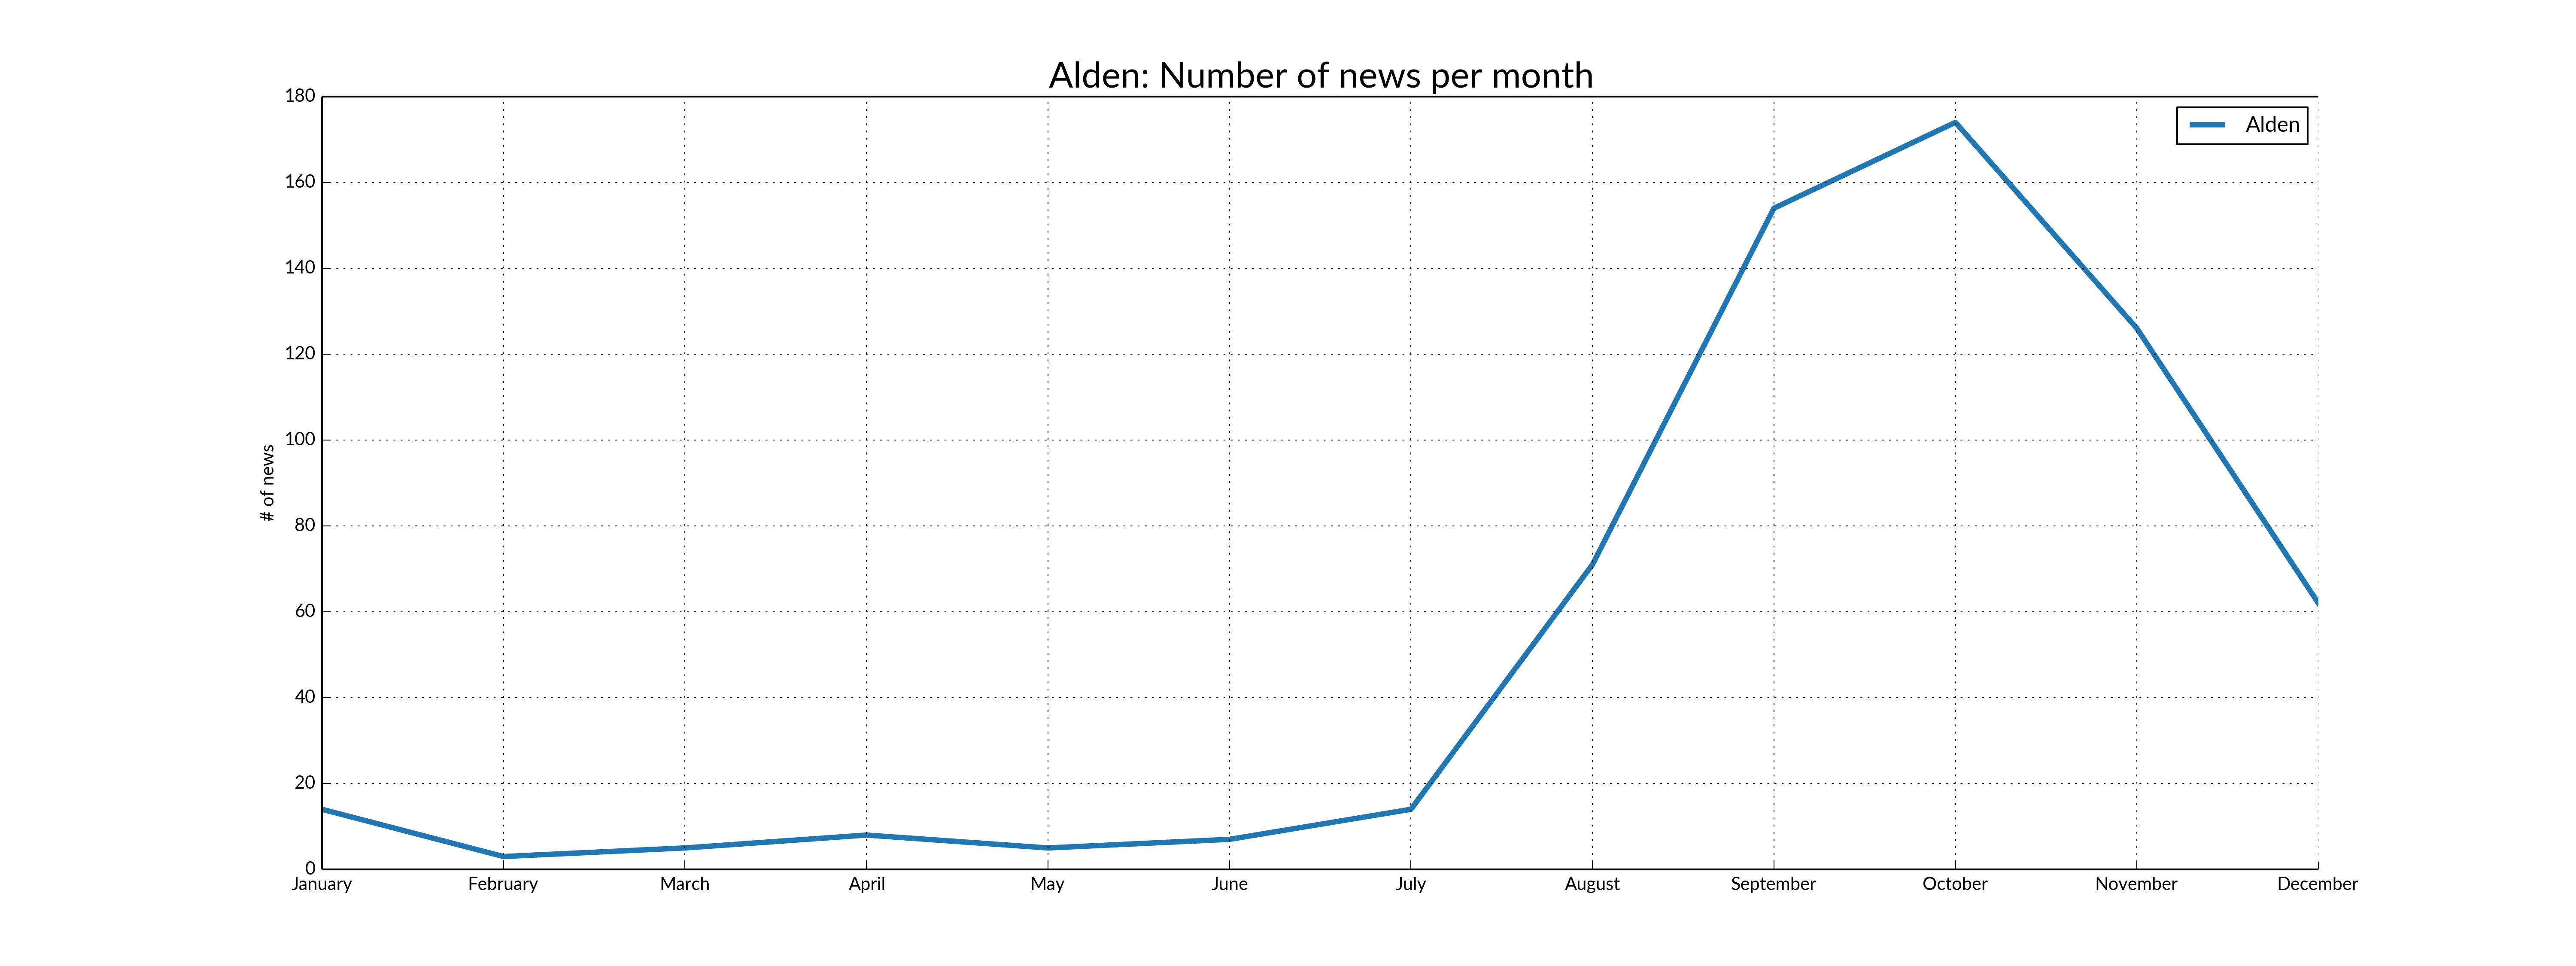 Alden: Number of news per month
Alden
180
160
140
120
100
80
60
40
20
0
# of news
January February March April May June July August September October November December